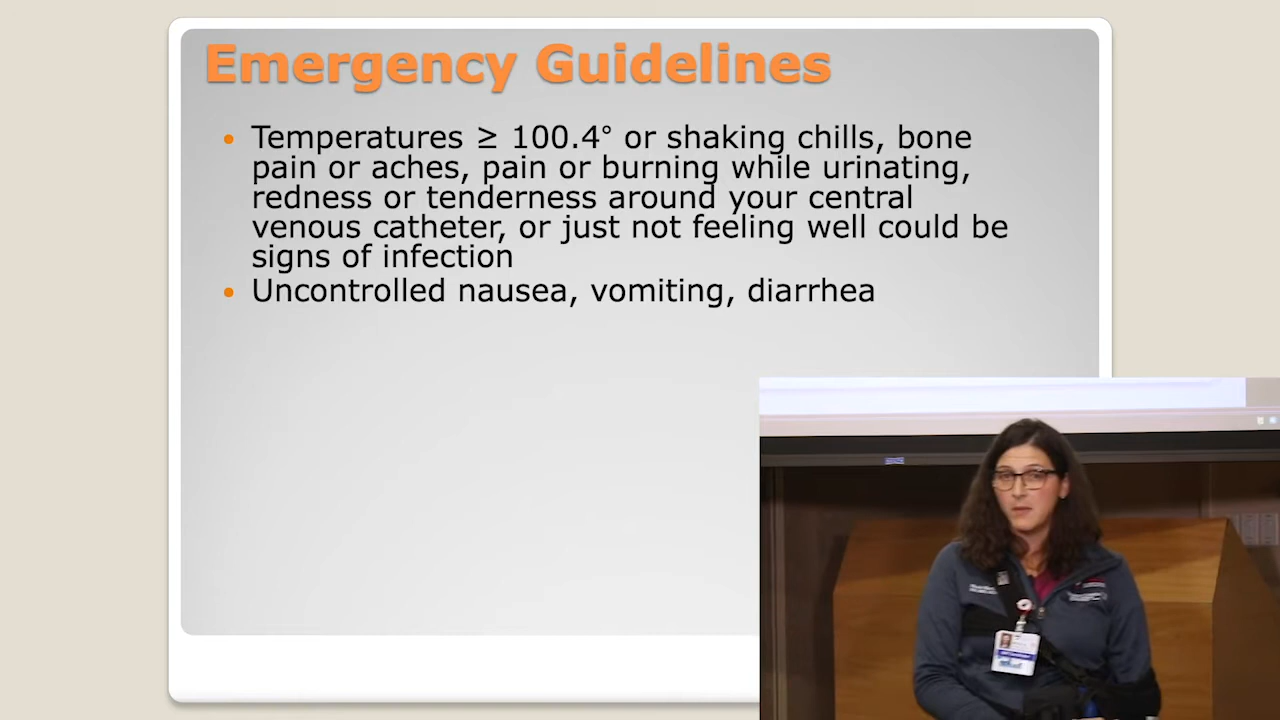 Emergency Guidelines
• Temperatures ≥ 100.4° or shaking chills, bone
pain or aches, pain or burning while urinating,
redness or tenderness around your central
venous catheter, or just not feeling well could be
signs of infection
• Uncontrolled nausea, vomiting, diarrhea